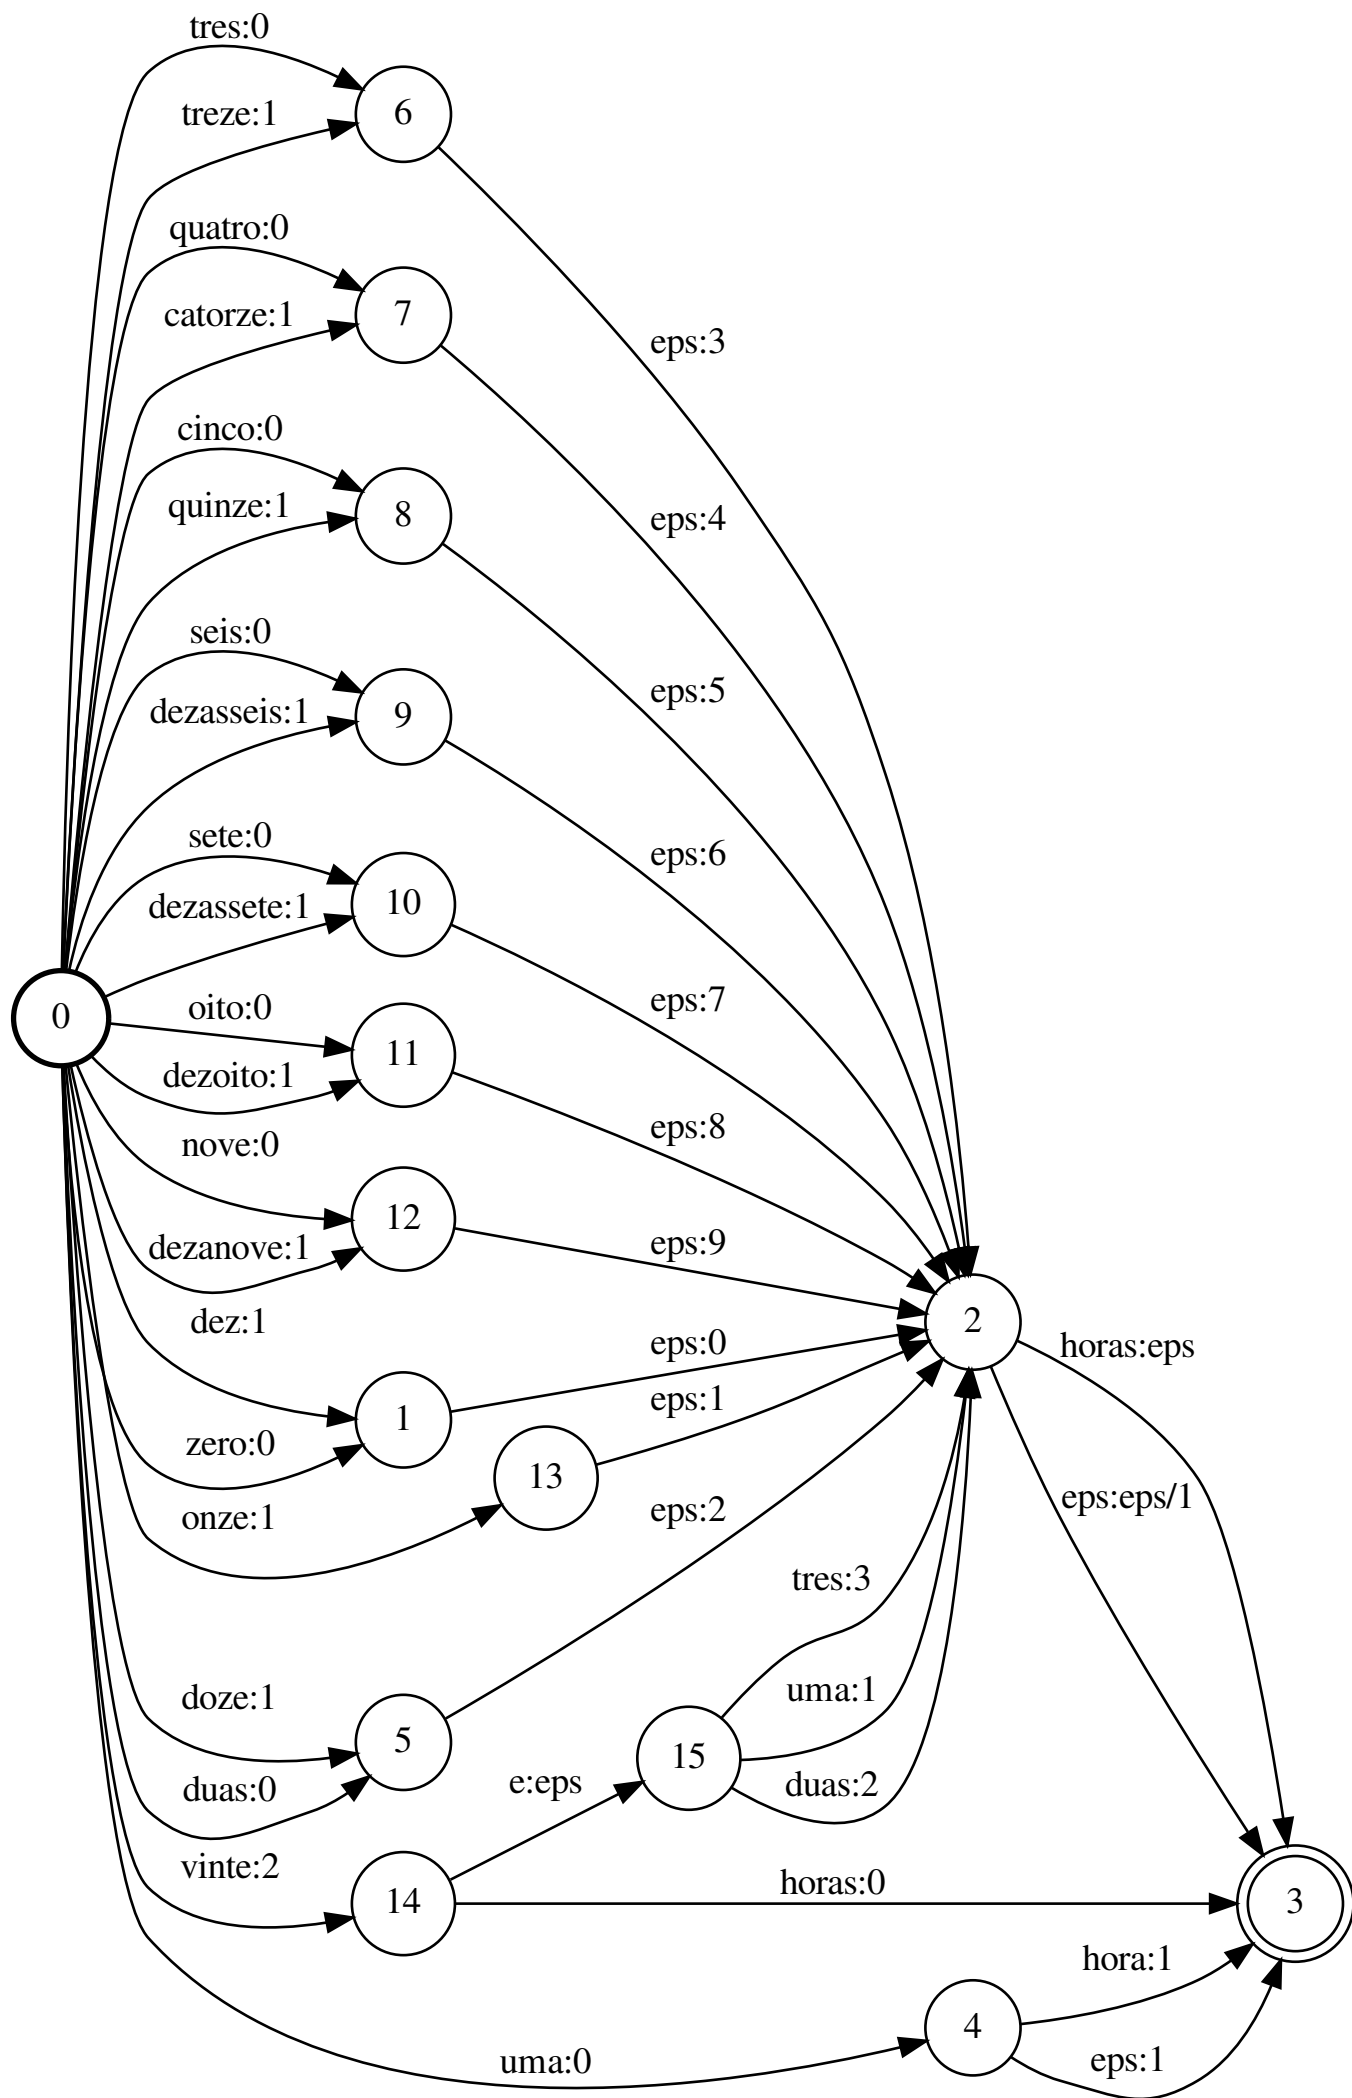 tres:0
6
treze:1
quatro:0
7
catorze:1
eps:3
cinco:0
8
quinze:1
eps:4
seis:0
9
dezasseis:1
eps:5
sete:0
10
dezassete:1
eps:6
0
oito:0
11
dezoito:1
eps:7
nove:0
12
dezanove:1
eps:8
eps:9
dez:1
1
zero:0
eps:0
2
horas:eps
onze:1
13
eps:1
eps:eps/1
eps:2
tres:3
doze:1
5
duas:0
uma:1
15
duas:2
e:eps
vinte:2
14
horas:0
3
hora:1
4
eps:1
uma:0